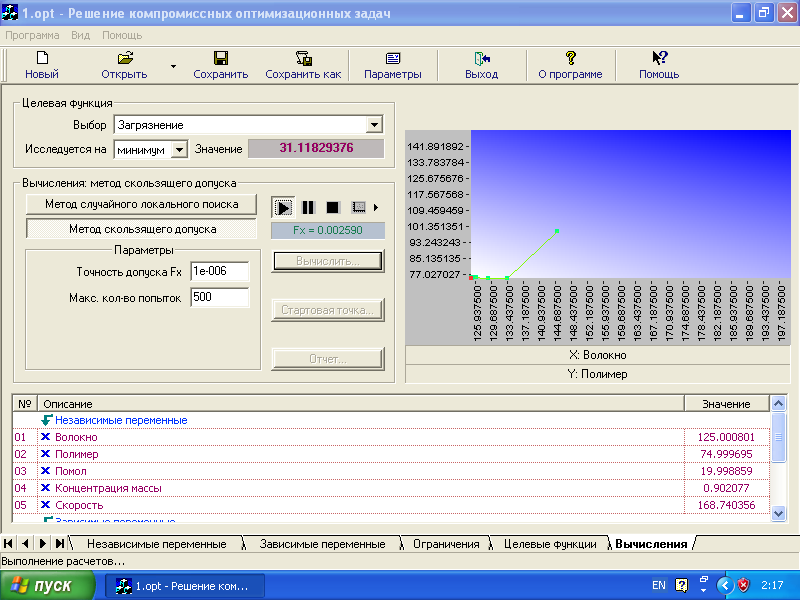 1.opt - Решение компромиссных оптимизационных задач
Программа Вид Помощь
Новый Открыть Сохранить Сохранить как Параметры Выход О программе Помощь
Целевая функция
Выбор Загрязнение
Исследуется на минимум Значение 31.11829376
Вычисления: метод скользящего допуска
Метод случайного локального поиска
Метод скользящего допуска
Fx = 0.002590
Параметры
Точность допуска Fx 1e-006
Макс. кол-во попыток 500
Вычислить...
Стартовая точка...
Отчет...
141.891892
133.783784
125.675676
117.567568
109.459459
101.351351
93.243243
85.135135
77.027027
125.937500 129.687500 133.437500 137.187500 140.937500 144.687500 148.437500 152.187500 155.937500 159.687500 163.437500 167.187500 170.937500 174.687500 178.437500 182.187500 185.937500 189.687500 193.437500 197.187500
X: Волокно
Y: Полимер
№ Описание Значение
Независимые переменные
01 Волокно 125.000801
02 Полимер 74.999695
03 Помол 19.998859
04 Концентрация массы 0.902077
05 Скорость 168.740356
Зависимые переменные
Независимые переменные Зависимые переменные Ограничения Целевые функции Вычисления
Выполнение расчетов...
пуск 1.opt - Решение ком... EN 2:17